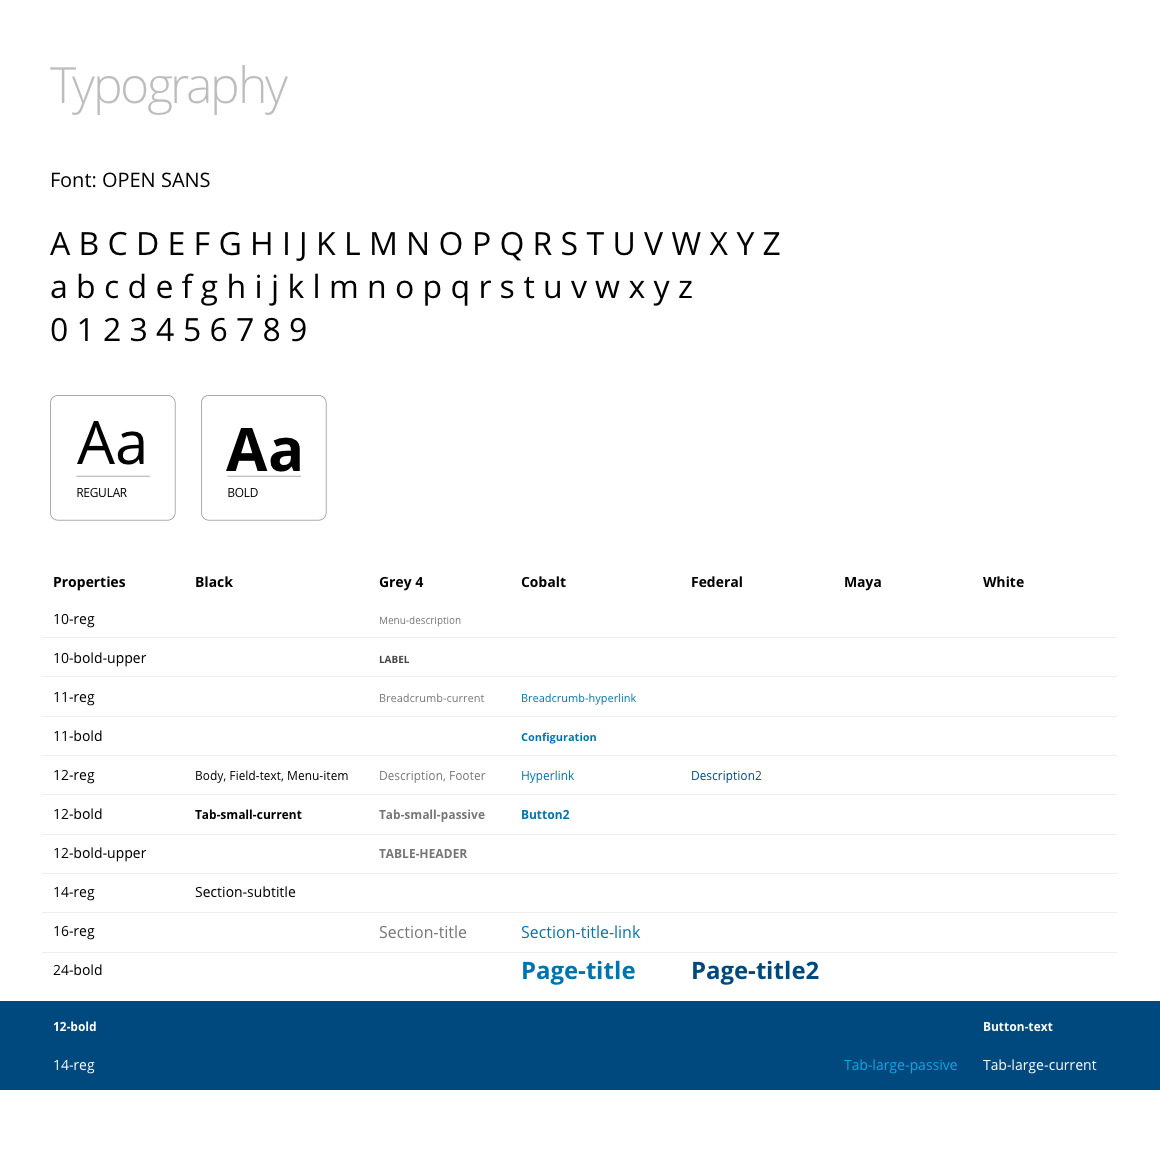 Typography
Font: OPEN SANS
A B C D E F G H I J K L M N O P Q R S T U V W X Y Z
a b c d e f g h i j k l m n o p q r s t u v w x y z
0 1 2 3 4 5 6 7 8 9
Aa Aa
REGULAR BOLD
Properties Black Grey 4 Cobalt Federal Maya White
10-reg Menu-description
10-bold-upper LABEL
11-reg Breadcrumb-current Breadcrumb-hyperlink
11-bold Configuration
12-reg Body, Field-text, Menu-item Description, Footer Hyperlink Description2
12-bold Tab-small-current Tab-small-passive Button2
12-bold-upper TABLE-HEADER
14-reg Section-subtitle
16-reg Section-title Section-title-link
24-bold Page-title Page-title2
12-bold Button-text
14-reg Tab-large-passive Tab-large-current